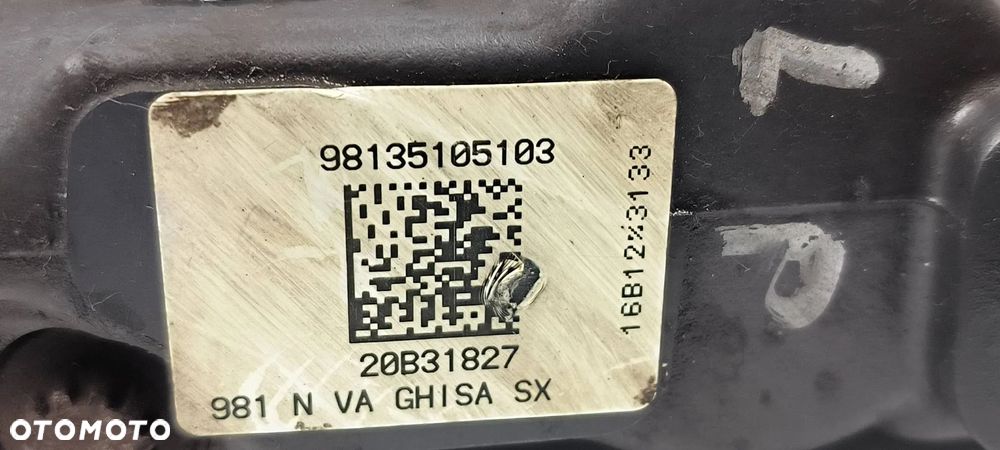 98135105103
20B31827
981 N VA GHISA SX
16B12%3133
OTOMOTO